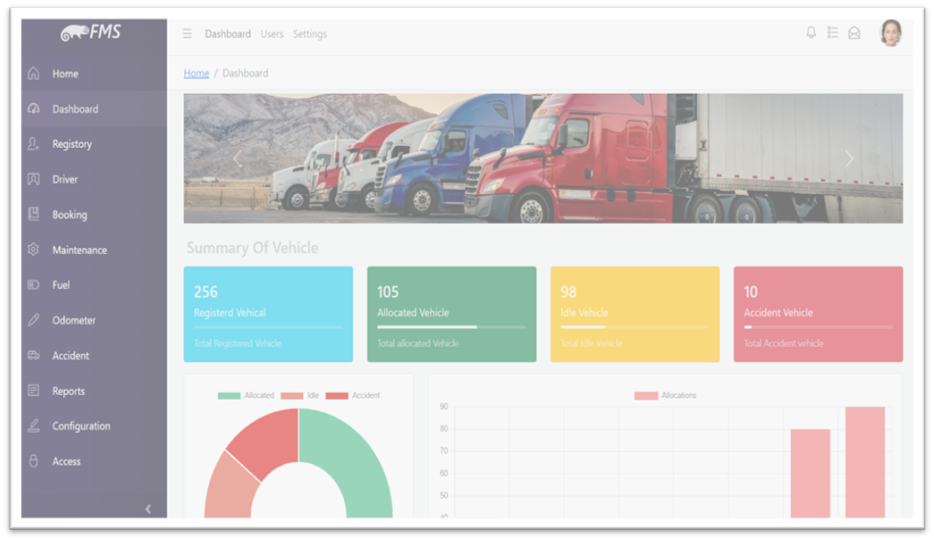 FMS
Dashboard Users Settings
Home / Dashboard
Home
Dashboard
Registory
Driver
Booking
Maintenance
Fuel
Odometer
Accident
Reports
Configuration
Access
Summary Of Vehicle
256
Registerd Vehical
Total Registered Vehicle
105
Allocated Vehicle
Total allocated Vehicle
98
Idle Vehicle
Total Idle Vehicle
10
Accident Vehicle
Total Accident vehicle
Allocated Idle Accident
Allocations
90
80
70
60
50
40